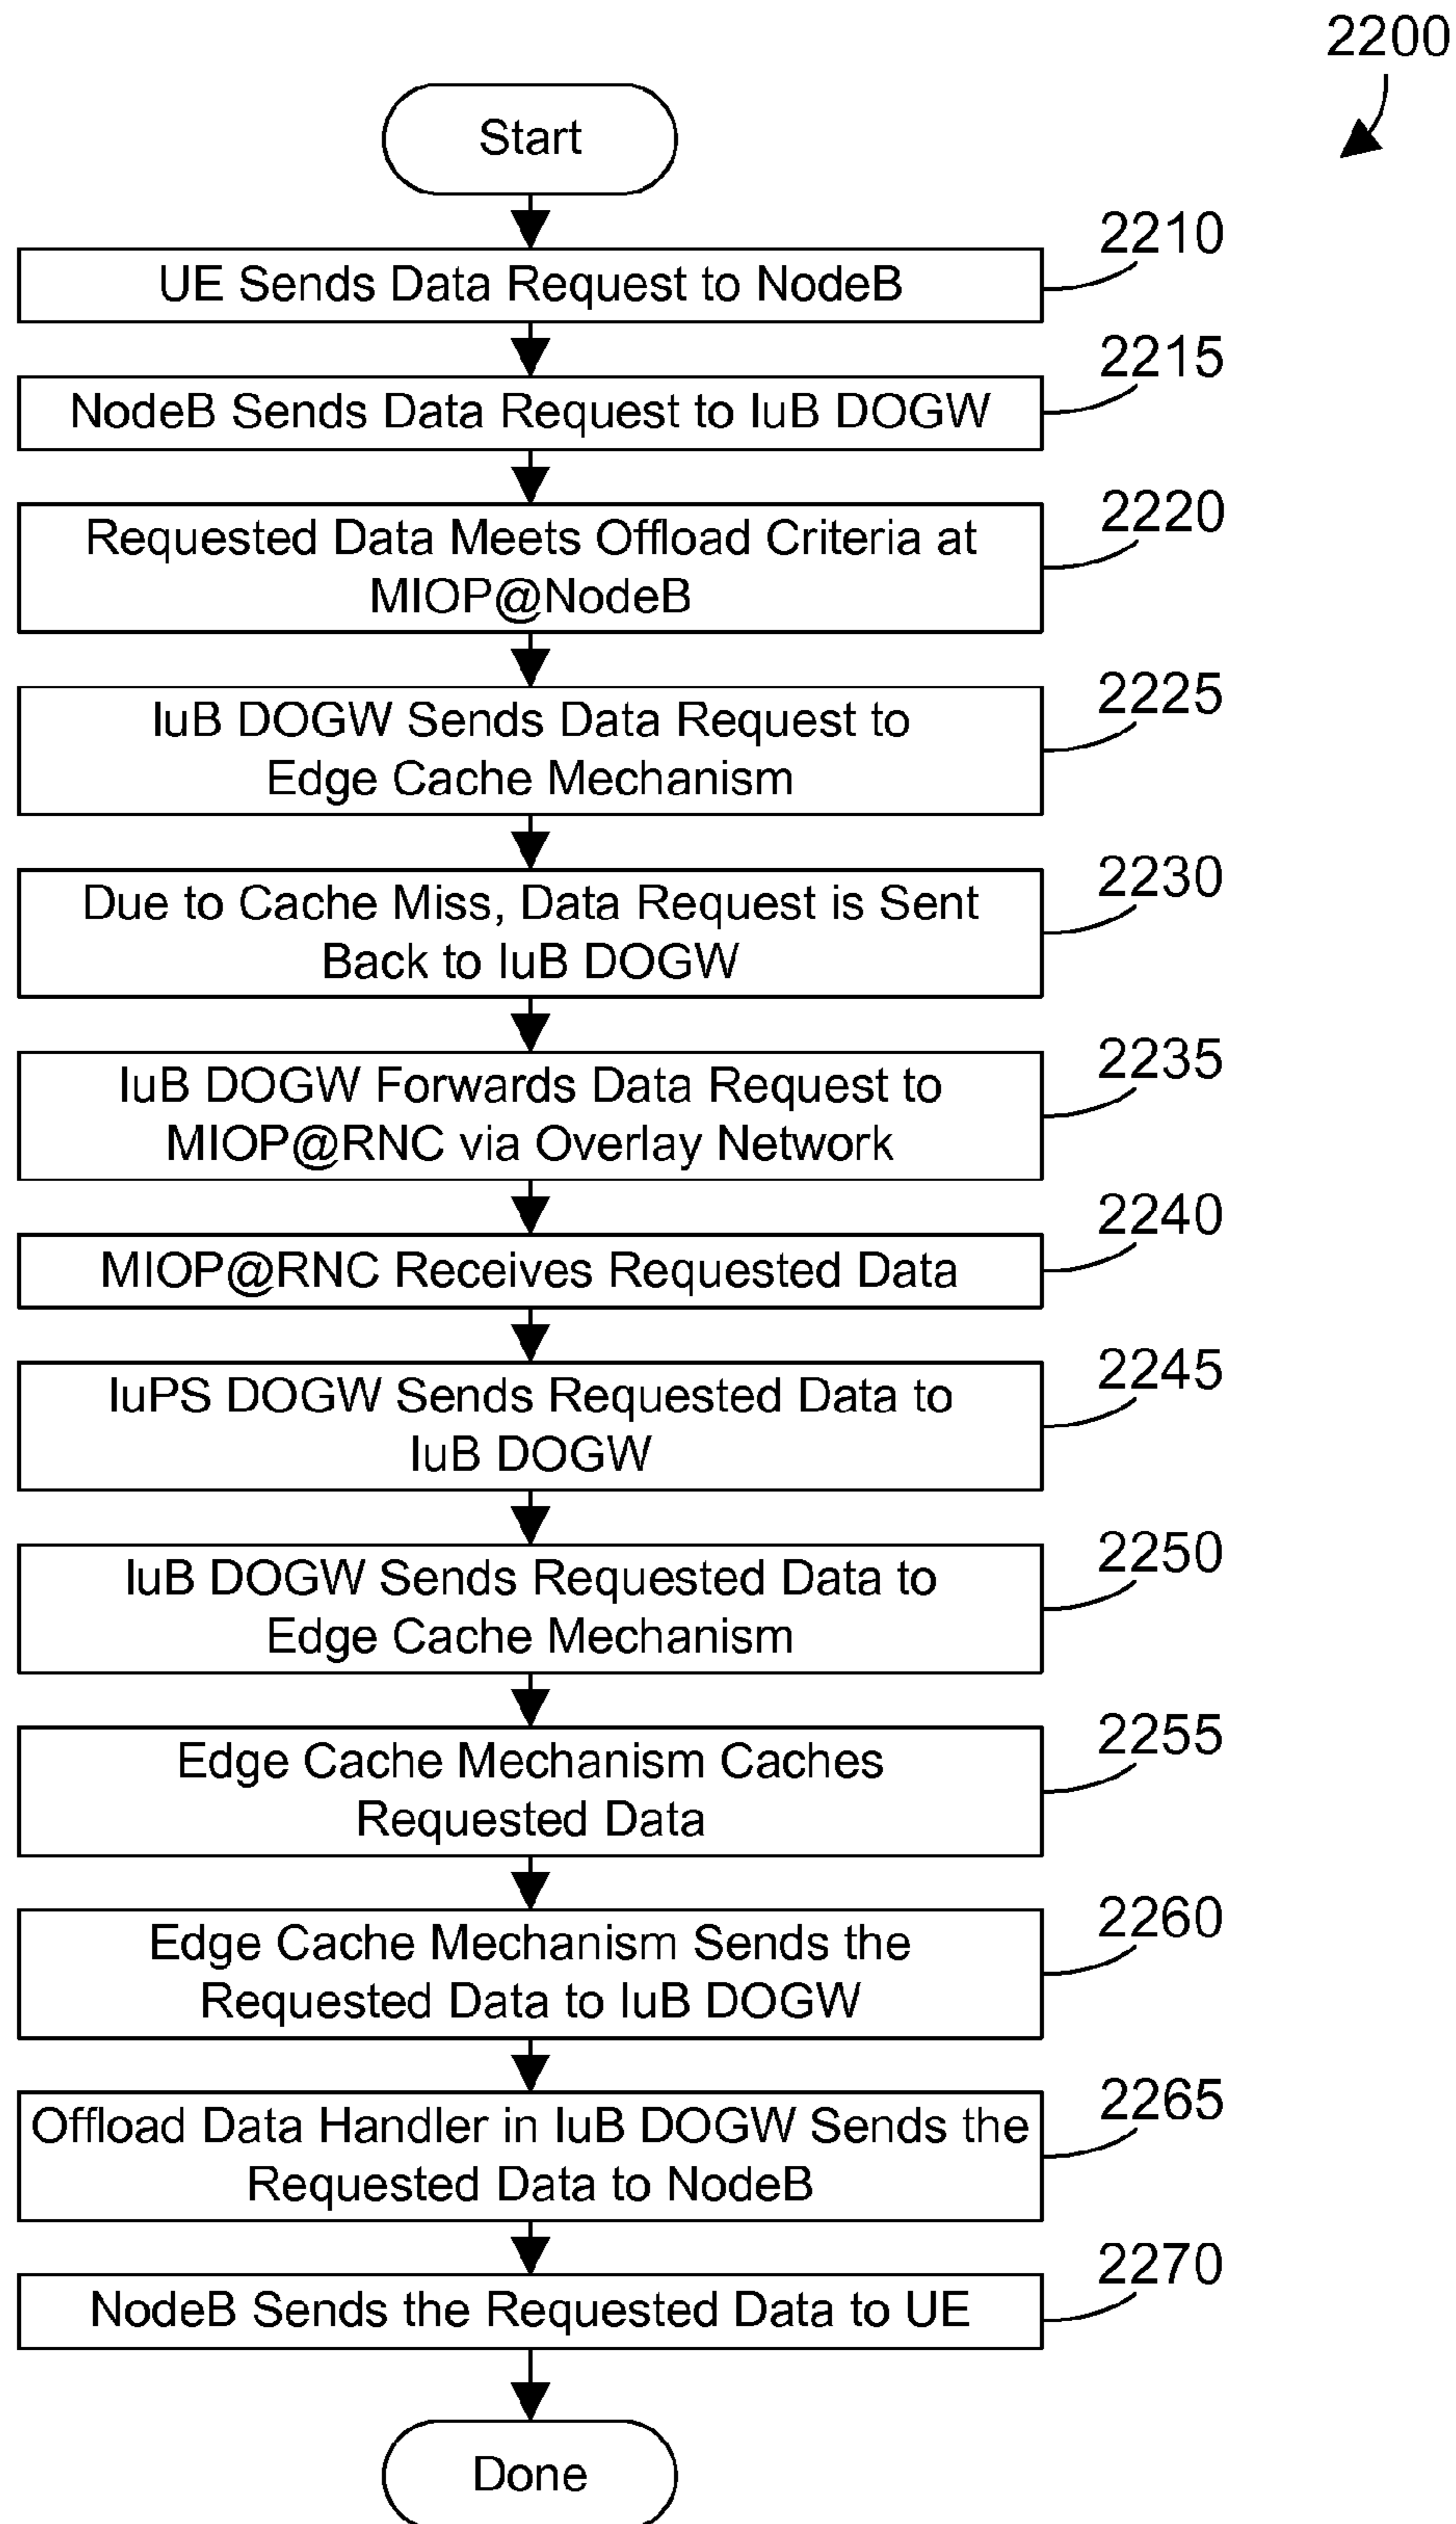 2200
Start
2210
UE Sends Data Request to NodeB
2215
NodeB Sends Data Request to IuB DOGW
2220
Requested Data Meets Offload Criteria at
MIOP@NodeB
2225
IuB DOGW Sends Data Request to
Edge Cache Mechanism
2230
Due to Cache Miss, Data Request is Sent
Back to IuB DOGW
2235
IuB DOGW Forwards Data Request to
MIOP@RNC via Overlay Network
2240
MIOP@RNC Receives Requested Data
2245
IuPS DOGW Sends Requested Data to
IuB DOGW
2250
IuB DOGW Sends Requested Data to
Edge Cache Mechanism
2255
Edge Cache Mechanism Caches
Requested Data
2260
Edge Cache Mechanism Sends the
Requested Data to IuB DOGW
2265
Offload Data Handler in IuB DOGW Sends the
Requested Data to NodeB
2270
NodeB Sends the Requested Data to UE
Done